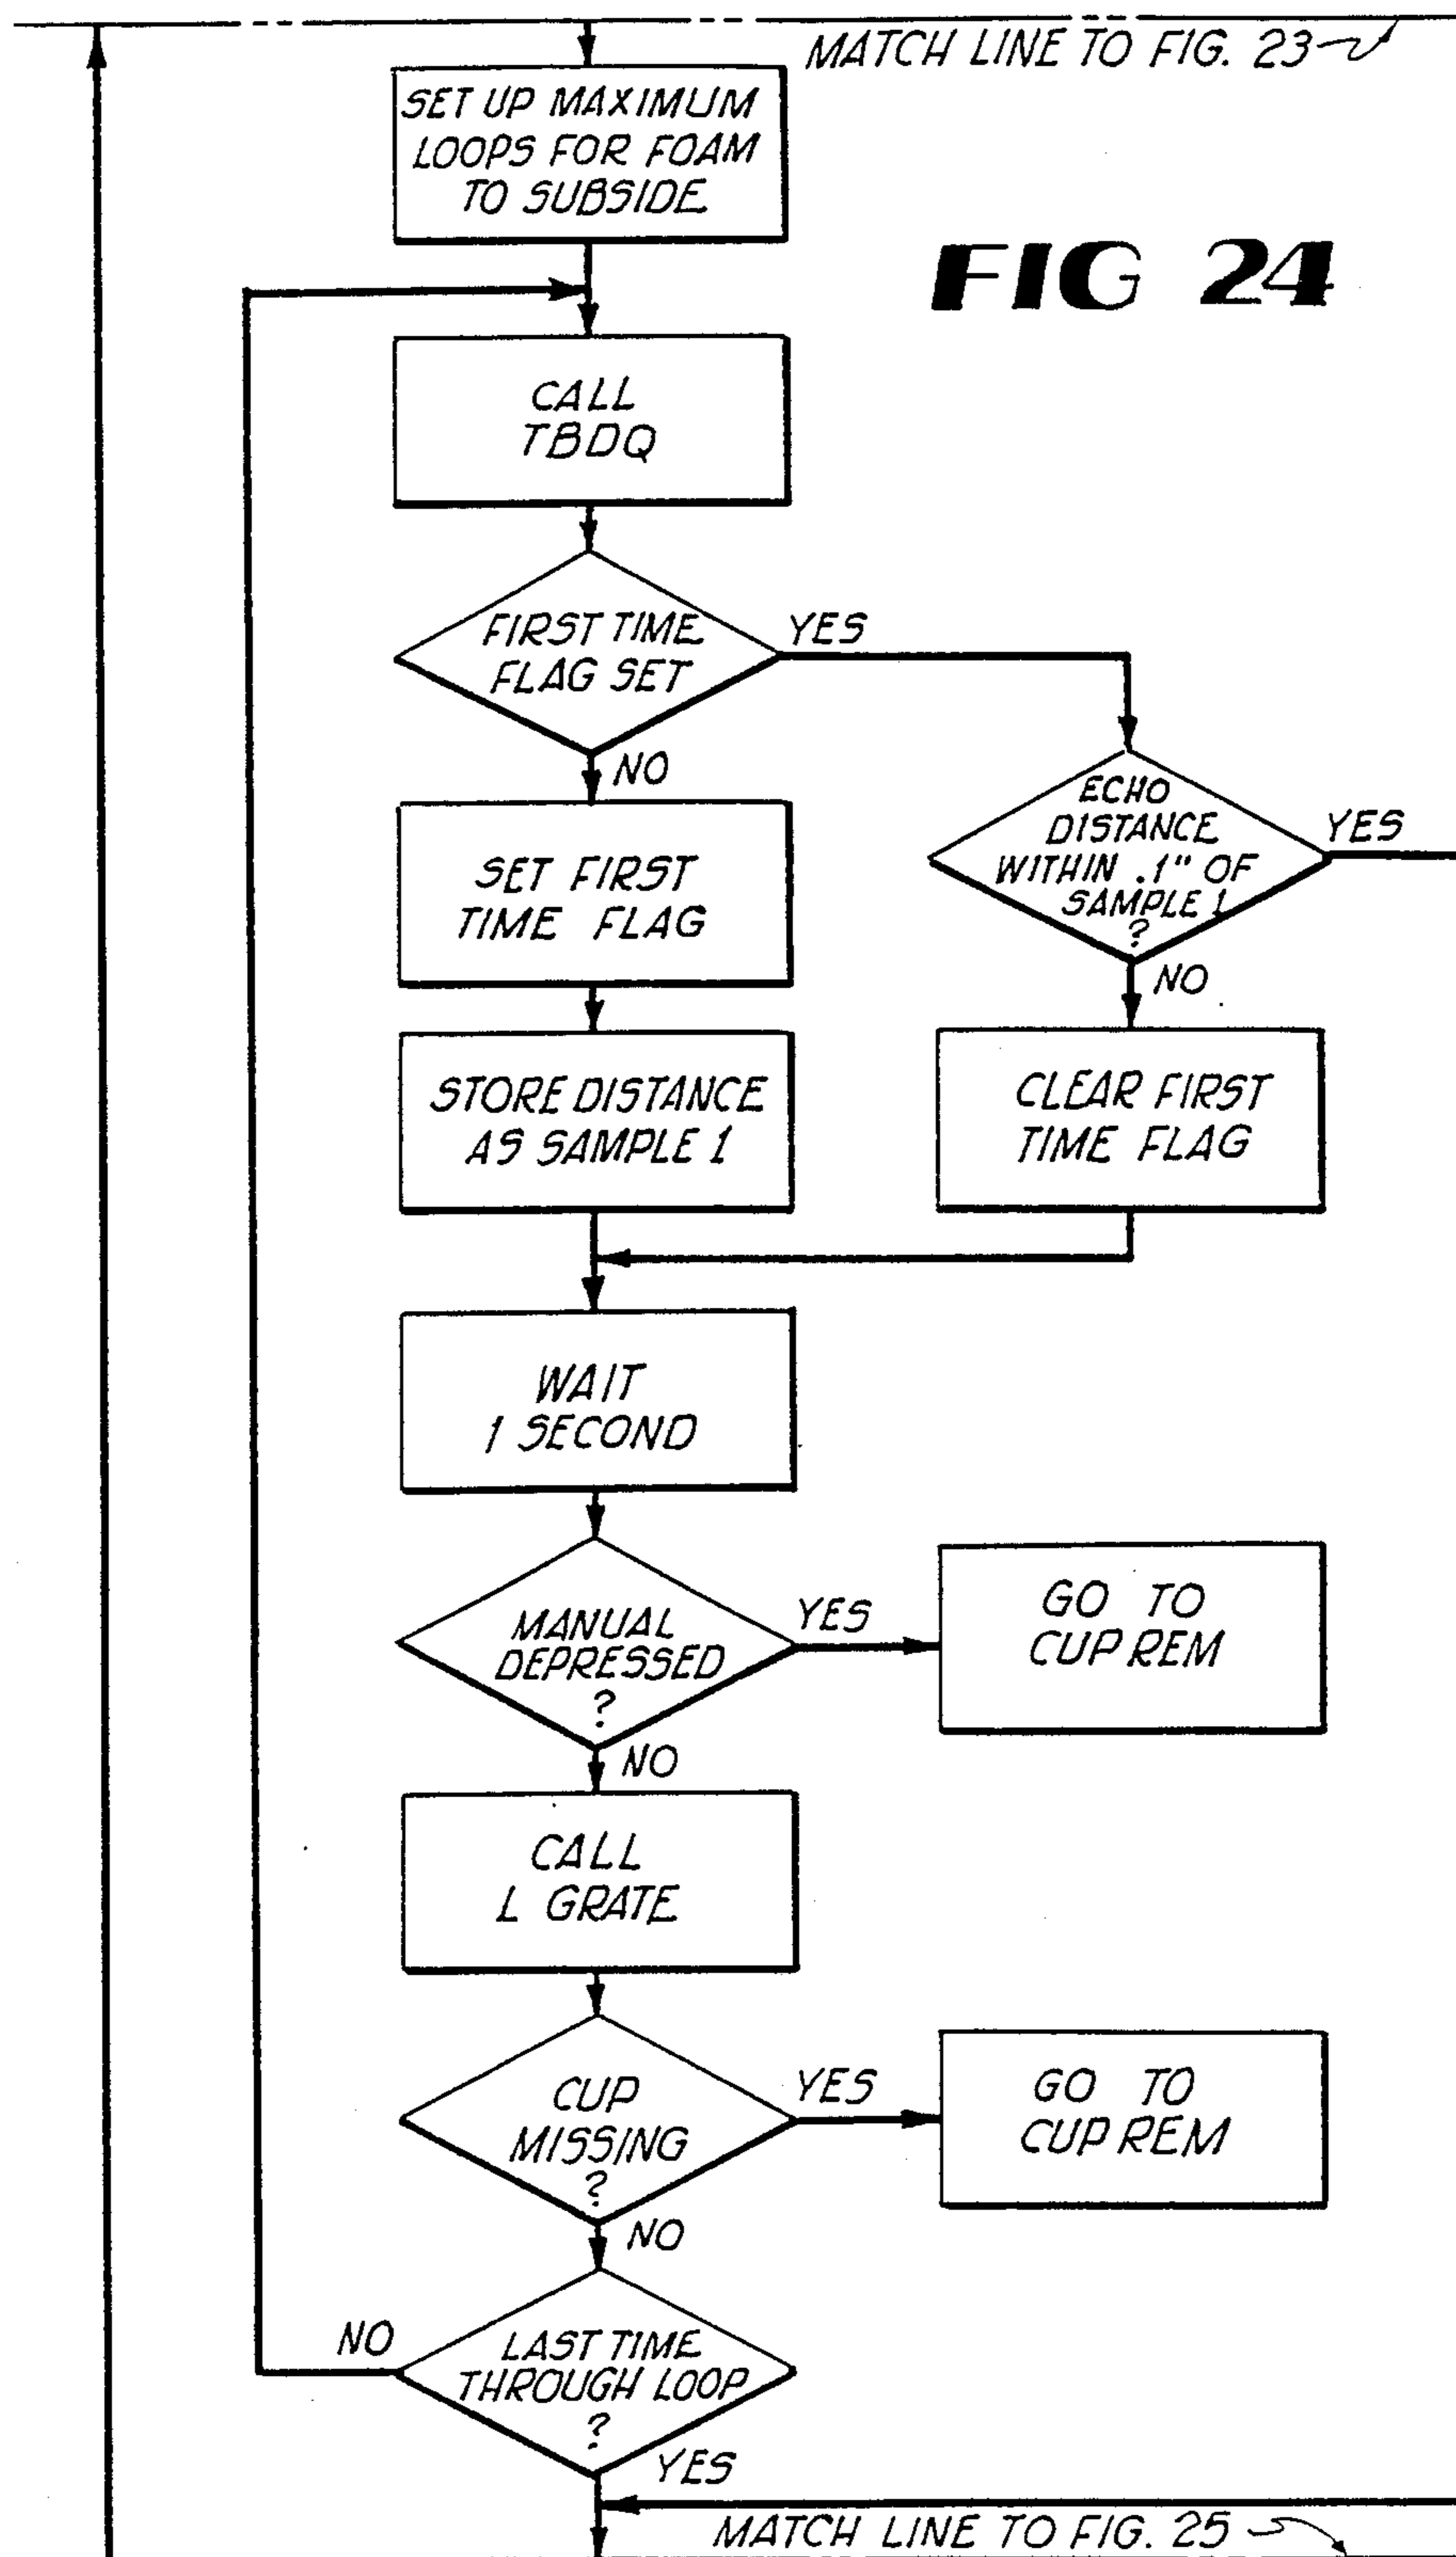 MATCH LINE TO FIG. 23
SET UP MAXIMUM
LOOPS FOR FOAM
TO SUBSIDE
FIG 24
CALL
TBDQ
FIRST TIME
FLAG SET
YES
NO
ECHO
DISTANCE
WITHIN .1" OF
SAMPLE 1
?
YES
NO
SET FIRST
TIME FLAG
STORE DISTANCE
AS SAMPLE 1
CLEAR FIRST
TIME FLAG
WAIT
1 SECOND
MANUAL
DEPRESSED
?
YES
GO TO
CUP REM
NO
CALL
L GRATE
CUP
MISSING
?
YES
GO TO
CUP REM
NO
LAST TIME
THROUGH LOOP
?
NO
YES
MATCH LINE TO FIG. 25